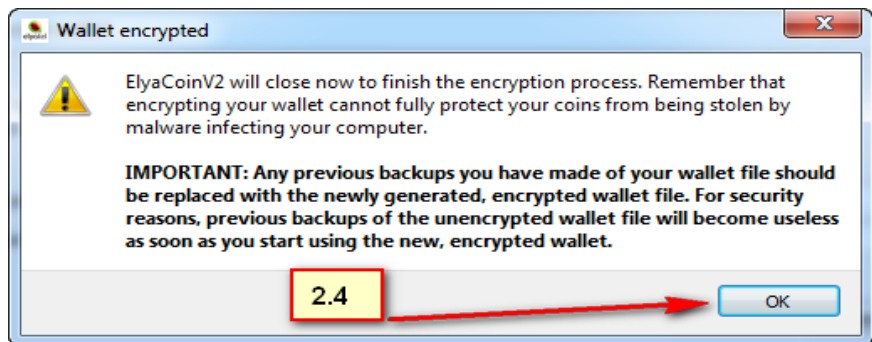 Wallet encrypted
ElyaCoinV2 will close now to finish the encryption process. Remember that
encrypting your wallet cannot fully protect your coins from being stolen by
malware infecting your computer.
IMPORTANT: Any previous backups you have made of your wallet file should
be replaced with the newly generated, encrypted wallet file. For security
reasons, previous backups of the unencrypted wallet file will become useless
as soon as you start using the new, encrypted wallet.
2.4
OK